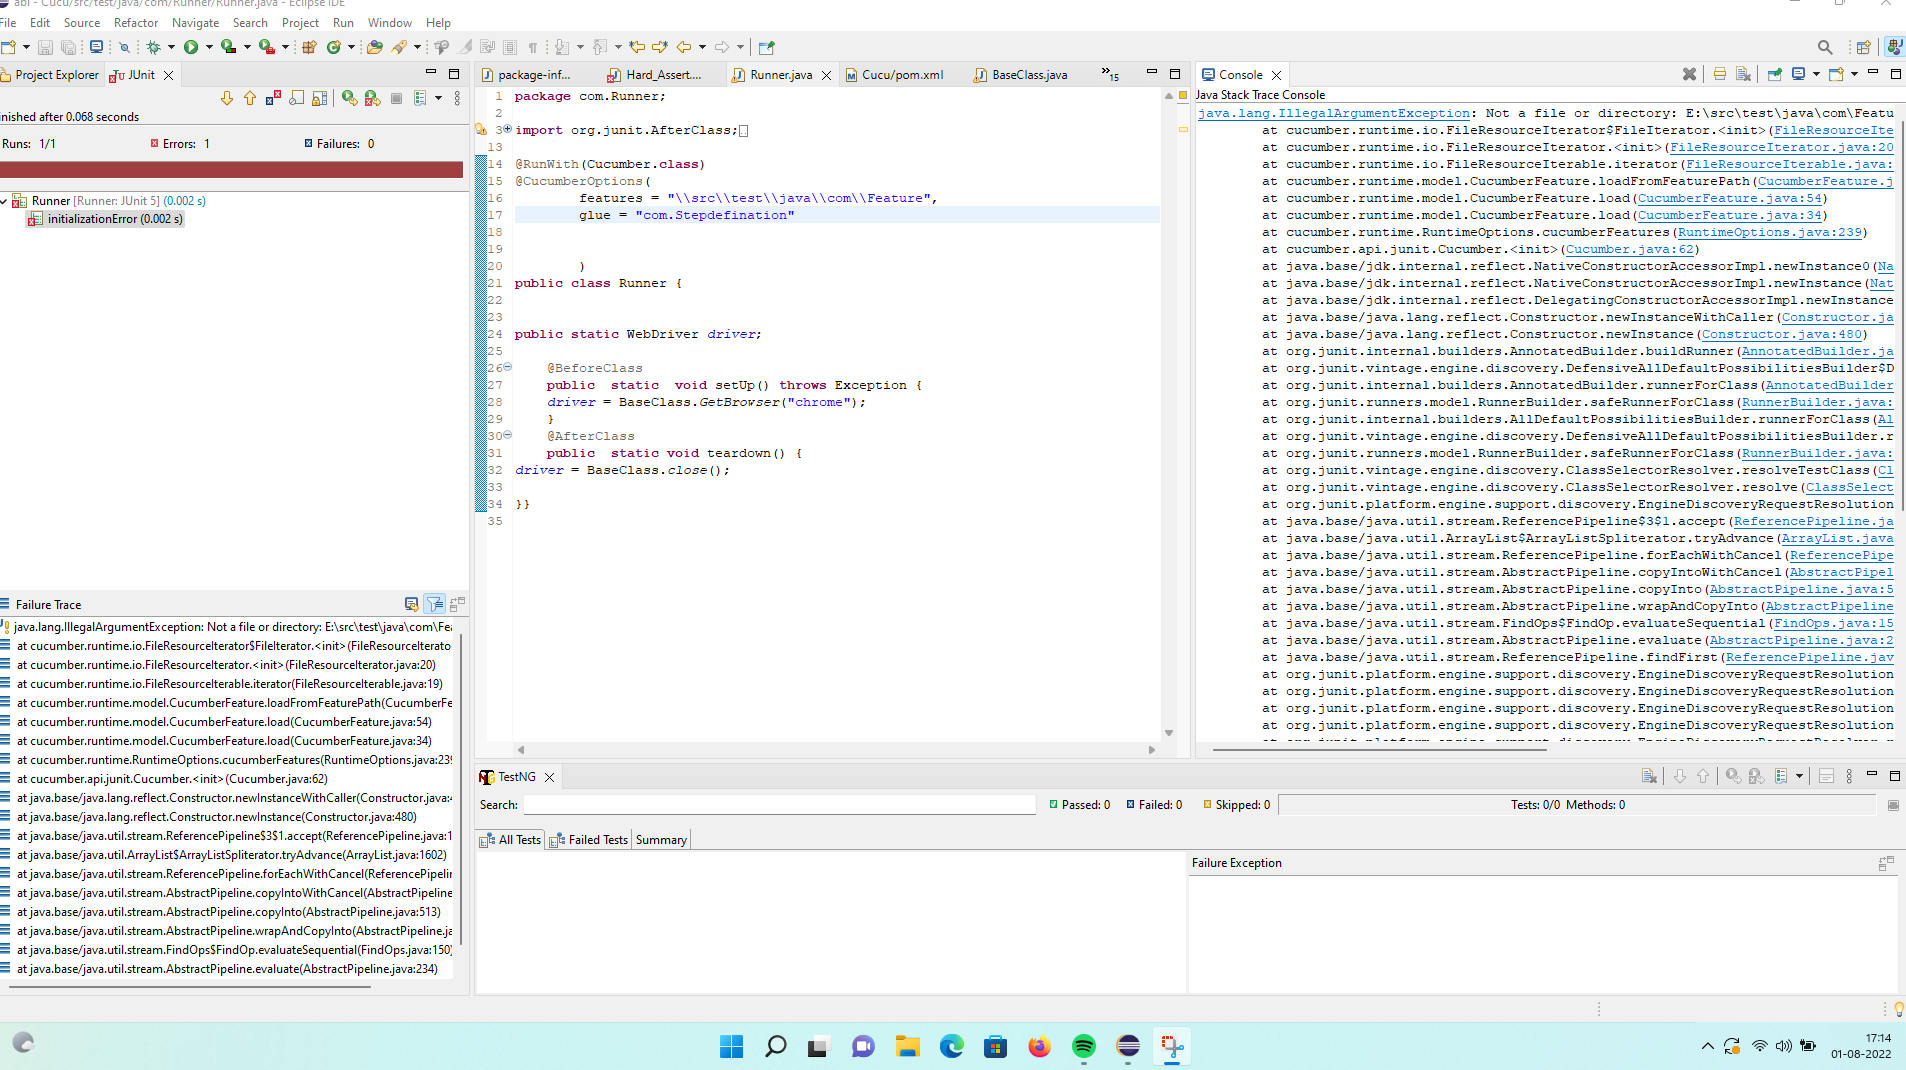 abi - Cucu/src/test/java/com/Runner/Runner.java - Eclipse IDE
File Edit Source Refactor Navigate Search Project Run Window Help
Project Explorer JUnit
inished after 0.068 seconds
Runs: 1/1 Errors: 1 Failures: 0
Runner [Runner: JUnit 5] (0.002 s)
initializationError (0.002 s)
Failure Trace
java.lang.IllegalArgumentException: Not a file or directory: E:\src\test\java\com\Fea
at cucumber.runtime.io.FileResourceIterator$FileIterator.<init>(FileResourceIterato
at cucumber.runtime.io.FileResourceIterator.<init>(FileResourceIterator.java:20)
at cucumber.runtime.io.FileResourceIterable.iterator(FileResourceIterable.java:19)
at cucumber.runtime.model.CucumberFeature.loadFromFeaturePath(CucumberFe
at cucumber.runtime.model.CucumberFeature.load(CucumberFeature.java:54)
at cucumber.runtime.model.CucumberFeature.load(CucumberFeature.java:34)
at cucumber.runtime.RuntimeOptions.cucumberFeatures(RuntimeOptions.java:239
at cucumber.api.junit.Cucumber.<init>(Cucumber.java:62)
at java.base/java.lang.reflect.Constructor.newInstanceWithCaller(Constructor.java:4
at java.base/java.lang.reflect.Constructor.newInstance(Constructor.java:480)
at java.base/java.util.stream.ReferencePipeline$3$1.accept(ReferencePipeline.java:1
at java.base/java.util.ArrayList$ArrayListSpliterator.tryAdvance(ArrayList.java:1602)
at java.base/java.util.stream.ReferencePipeline.forEachWithCancel(ReferencePipelin
at java.base/java.util.stream.AbstractPipeline.copyIntoWithCancel(AbstractPipeline
at java.base/java.util.stream.AbstractPipeline.copyInto(AbstractPipeline.java:513)
at java.base/java.util.stream.AbstractPipeline.wrapAndCopyInto(AbstractPipeline.ja
at java.base/java.util.stream.FindOps$FindOp.evaluateSequential(FindOps.java:150)
at java.base/java.util.stream.AbstractPipeline.evaluate(AbstractPipeline.java:234)
package-inf... Hard_Assert.... Runner.java Cucu/pom.xml BaseClass.java »15
1 package com.Runner;
2
3 import org.junit.AfterClass;
13
14 @RunWith(Cucumber.class)
15 @CucumberOptions(
16 features = "\\src\\test\\java\\com\\Feature",
17 glue = "com.Stepdefination"
18
19
20 )
21 public class Runner {
22
23
24 public static WebDriver driver;
25
26 @BeforeClass
27 public static void setUp() throws Exception {
28 driver = BaseClass.GetBrowser("chrome");
29 }
30 @AfterClass
31 public static void teardown() {
32 driver = BaseClass.close();
33
34 }}
35
Console
Java Stack Trace Console
java.lang.IllegalArgumentException: Not a file or directory: E:\src\test\java\com\Featu
at cucumber.runtime.io.FileResourceIterator$FileIterator.<init>(FileResourceIte
at cucumber.runtime.io.FileResourceIterator.<init>(FileResourceIterator.java:20
at cucumber.runtime.io.FileResourceIterable.iterator(FileResourceIterable.java:
at cucumber.runtime.model.CucumberFeature.loadFromFeaturePath(CucumberFeature.j
at cucumber.runtime.model.CucumberFeature.load(CucumberFeature.java:54)
at cucumber.runtime.model.CucumberFeature.load(CucumberFeature.java:34)
at cucumber.runtime.RuntimeOptions.cucumberFeatures(RuntimeOptions.java:239)
at cucumber.api.junit.Cucumber.<init>(Cucumber.java:62)
at java.base/jdk.internal.reflect.NativeConstructorAccessorImpl.newInstance0(Na
at java.base/jdk.internal.reflect.NativeConstructorAccessorImpl.newInstance(Nat
at java.base/jdk.internal.reflect.DelegatingConstructorAccessorImpl.newInstance
at java.base/java.lang.reflect.Constructor.newInstanceWithCaller(Constructor.ja
at java.base/java.lang.reflect.Constructor.newInstance(Constructor.java:480)
at org.junit.internal.builders.AnnotatedBuilder.buildRunner(AnnotatedBuilder.ja
at org.junit.vintage.engine.discovery.DefensiveAllDefaultPossibilitiesBuilder$D
at org.junit.internal.builders.AnnotatedBuilder.runnerForClass(AnnotatedBuilder
at org.junit.runners.model.RunnerBuilder.safeRunnerForClass(RunnerBuilder.java:
at org.junit.internal.builders.AllDefaultPossibilitiesBuilder.runnerForClass(Al
at org.junit.vintage.engine.discovery.DefensiveAllDefaultPossibilitiesBuilder.r
at org.junit.runners.model.RunnerBuilder.safeRunnerForClass(RunnerBuilder.java:
at org.junit.vintage.engine.discovery.ClassSelectorResolver.resolveTestClass(Cl
at org.junit.vintage.engine.discovery.ClassSelectorResolver.resolve(ClassSelect
at org.junit.platform.engine.support.discovery.EngineDiscoveryRequestResolution
at java.base/java.util.stream.ReferencePipeline$3$1.accept(ReferencePipeline.ja
at java.base/java.util.ArrayList$ArrayListSpliterator.tryAdvance(ArrayList.java
at java.base/java.util.stream.ReferencePipeline.forEachWithCancel(ReferencePipe
at java.base/java.util.stream.AbstractPipeline.copyIntoWithCancel(AbstractPipel
at java.base/java.util.stream.AbstractPipeline.copyInto(AbstractPipeline.java:5
at java.base/java.util.stream.AbstractPipeline.wrapAndCopyInto(AbstractPipeline
at java.base/java.util.stream.FindOps$FindOp.evaluateSequential(FindOps.java:15
at java.base/java.util.stream.AbstractPipeline.evaluate(AbstractPipeline.java:2
at java.base/java.util.stream.ReferencePipeline.findFirst(ReferencePipeline.jav
at org.junit.platform.engine.support.discovery.EngineDiscoveryRequestResolution
at org.junit.platform.engine.support.discovery.EngineDiscoveryRequestResolution
at org.junit.platform.engine.support.discovery.EngineDiscoveryRequestResolution
at org.junit.platform.engine.support.discovery.EngineDiscoveryRequestResolution
TestNG
Search: Passed: 0 Failed: 0 Skipped: 0 Tests: 0/0 Methods: 0
All Tests Failed Tests Summary
Failure Exception
17:14
01-08-2022